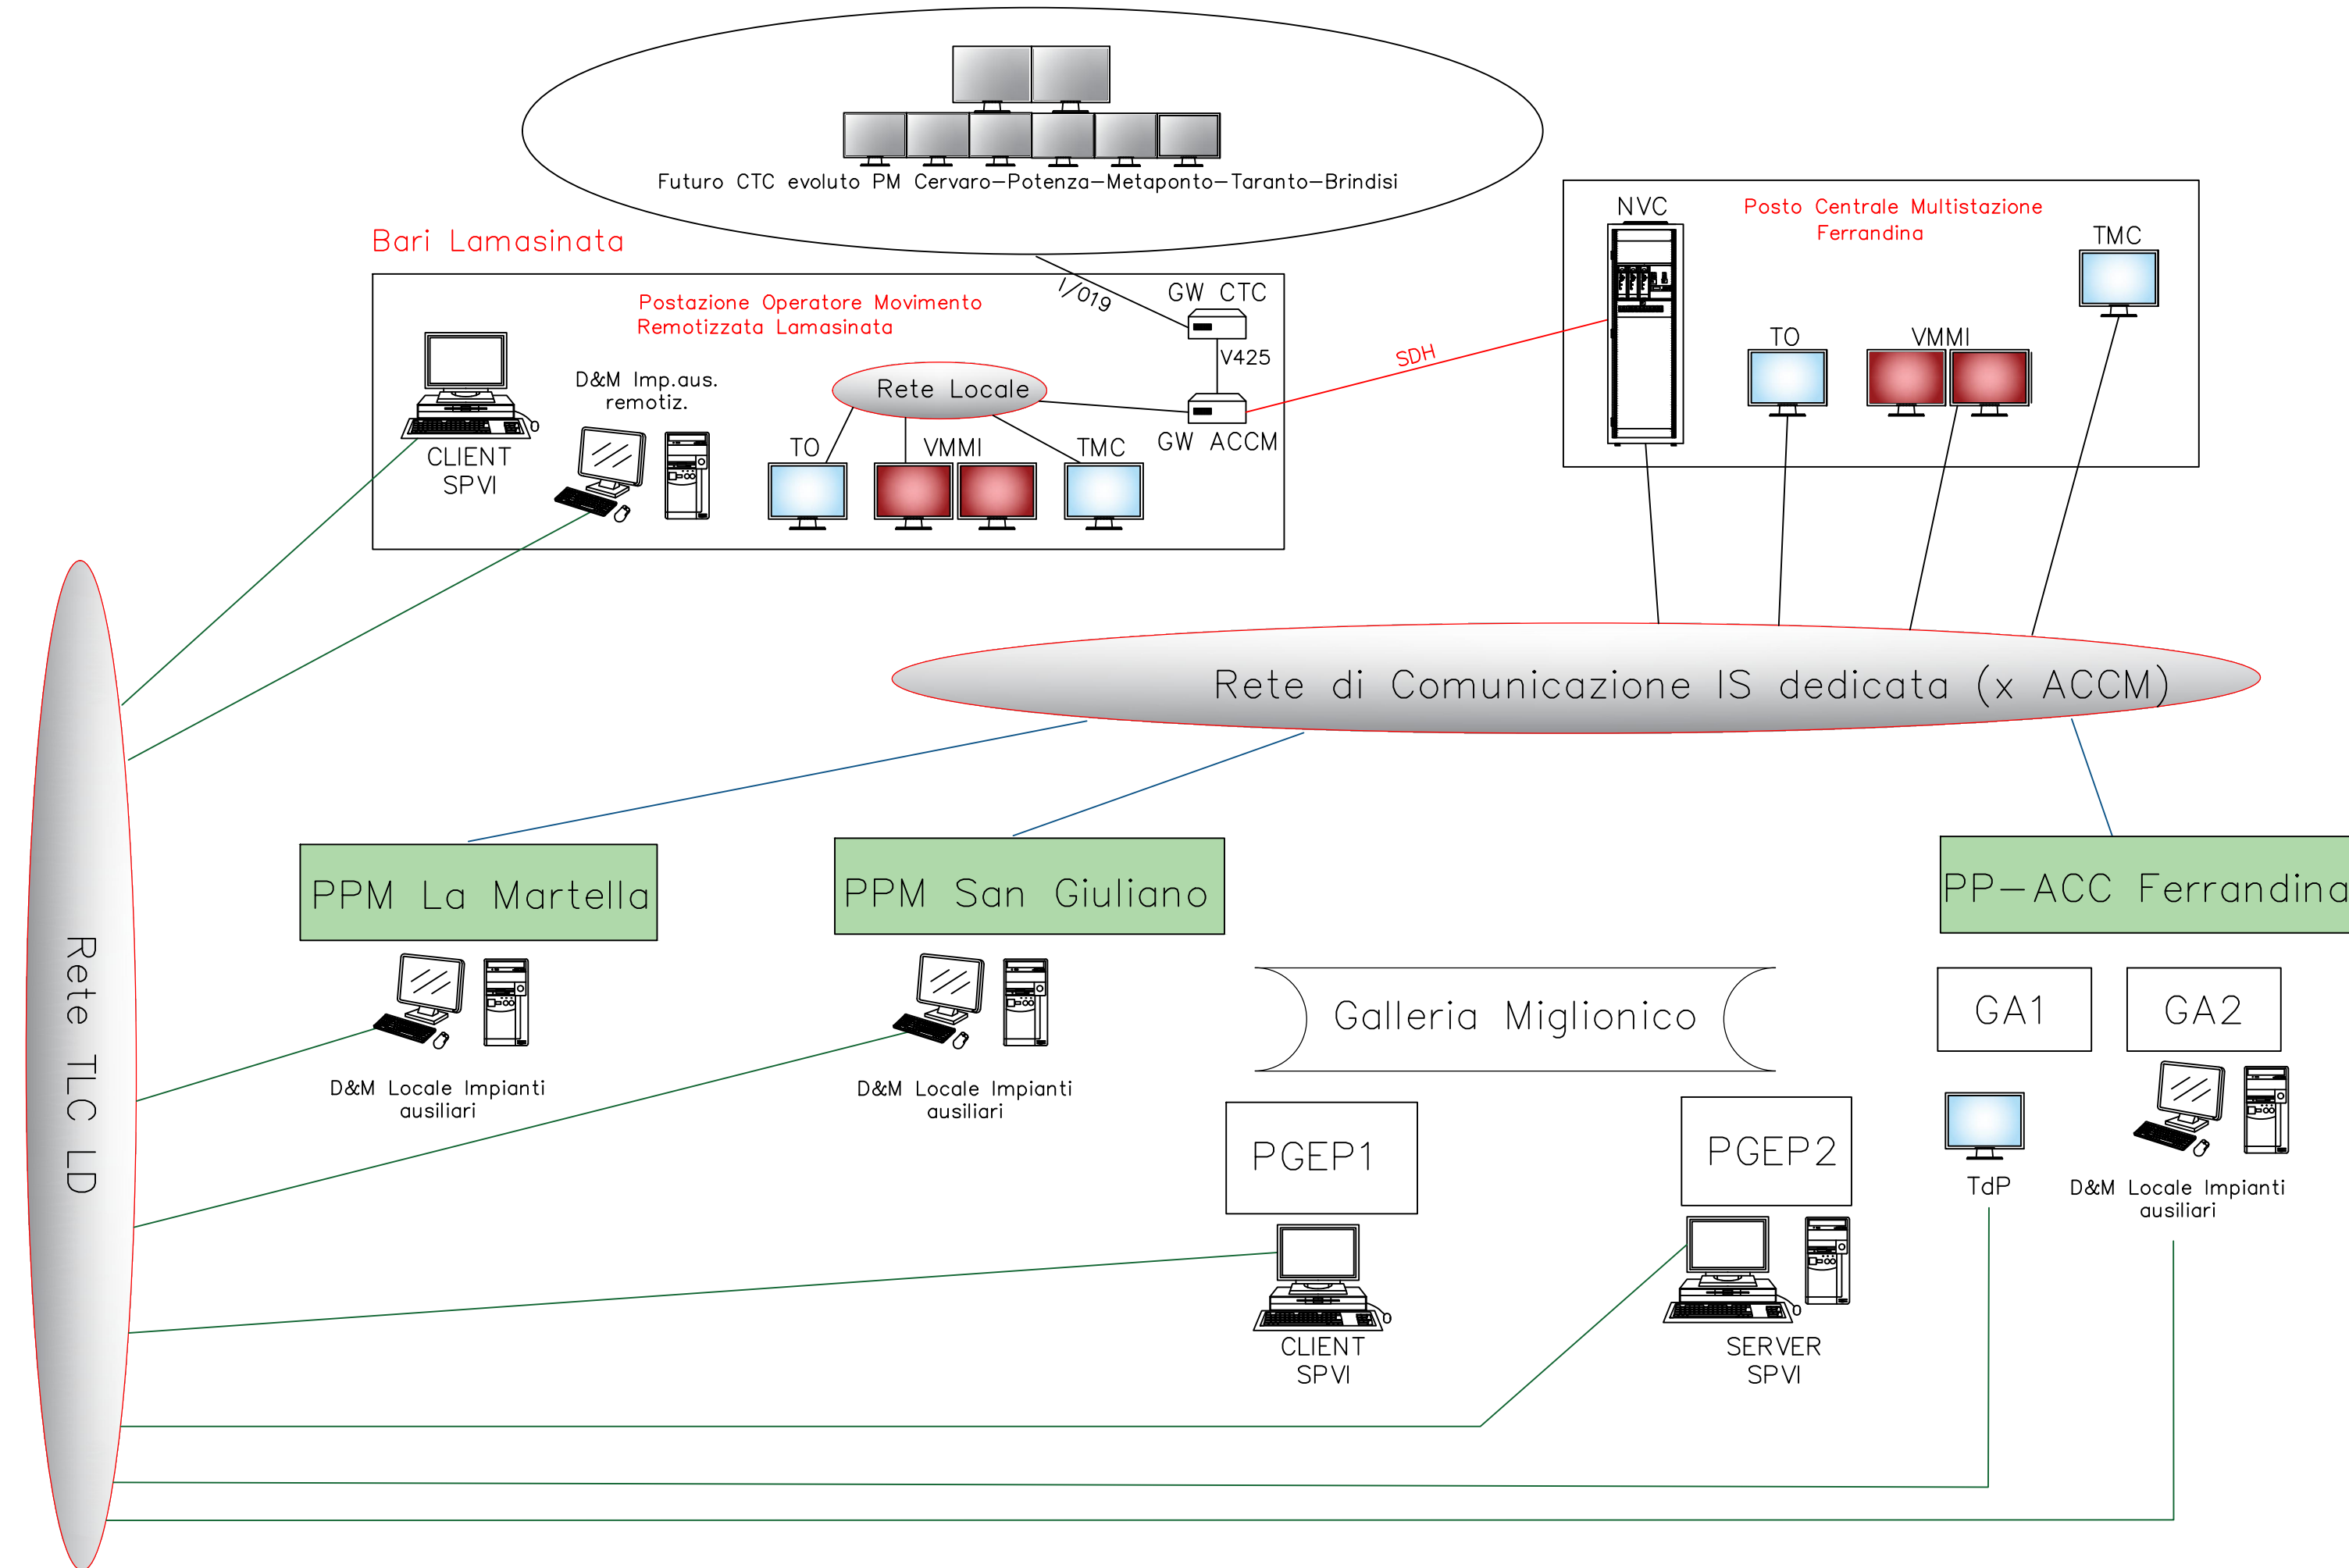 Futuro CTC evoluto PM Cervaro-Potenza-Metaponto-Taranto-Brindisi
Bari Lamasinata
Postazione Operatore Movimento
Remotizzata Lamasinata
I/019
GW CTC
V425
GW ACCM
SDH
Rete Locale
D&M Imp.aus.
remotiz.
CLIENT
SPVI
TO
VMMI
TMC
NVC
Posto Centrale Multistazione
Ferrandina
TMC
TO
VMMI
Rete di Comunicazione IS dedicata (x ACCM)
Rete TLC LD
PPM La Martella
D&M Locale Impianti
ausiliari
PPM San Giuliano
D&M Locale Impianti
ausiliari
PP-ACC Ferrandina
Galleria Miglionico
GA1
GA2
PGEP1
CLIENT
SPVI
PGEP2
SERVER
SPVI
TdP
D&M Locale Impianti
ausiliari